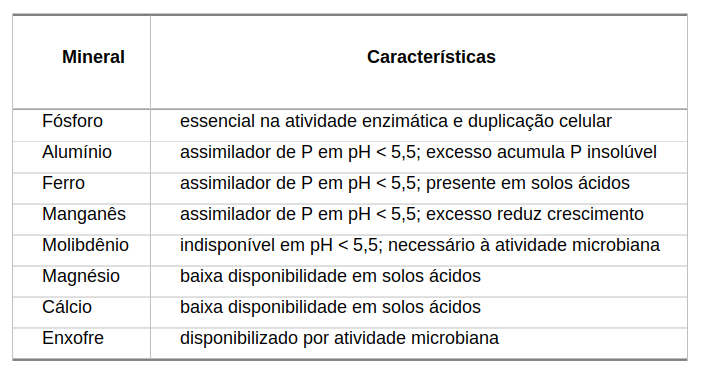 Mineral Características
Fósforo essencial na atividade enzimática e duplicação celular
Alumínio assimilador de P em pH < 5,5; excesso acumula P insolúvel
Ferro assimilador de P em pH < 5,5; presente em solos ácidos
Manganês assimilador de P em pH < 5,5; excesso reduz crescimento
Molibdênio indisponível em pH < 5,5; necessário à atividade microbiana
Magnésio baixa disponibilidade em solos ácidos
Cálcio baixa disponibilidade em solos ácidos
Enxofre disponibilizado por atividade microbiana